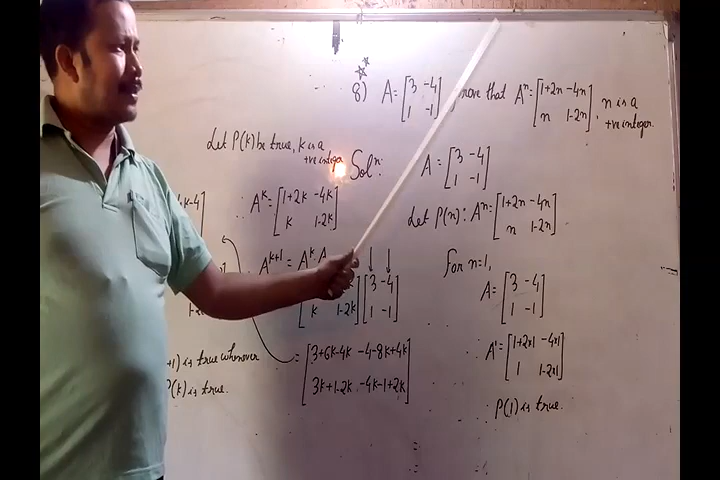 8) A = [3 -4 , prove that A^n = [1+2n -4n , n is a
1 -1] n 1-2n] +ve integer.
Sol^n: A = [3 -4
1 -1]
Let P(n): A^n = [1+2n -4n
n 1-2n]
For n=1,
A = [3 -4
1 -1]
A^1 = [1+2×1 -4×1
1 1-2×1]
∴ P(1) is true.
Let P(k) be true, k is a
+ve integer
∴ A^k = [1+2k -4k
k 1-2k]
A^{k+1} = A^k. A
k 1-2k] [3 -4
1 -1]
= [3+6k-4k -4-8k+4k
3k+1-2k -4k-1+2k]
k-4]
+1) is true whenever
P(k) is true.